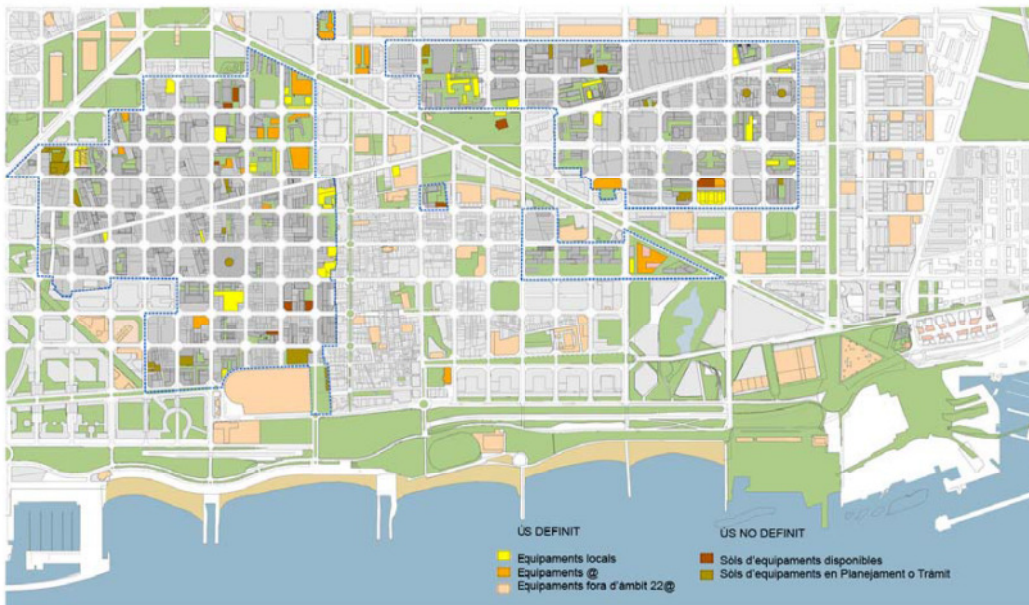 ÚS DEFINIT
Equipaments locals
Equipaments @
Equipaments fora d'àmbit 22@
ÚS NO DEFINIT
Sòls d'equipaments disponibles
Sòls d'equipaments en Planejament o Tràmit